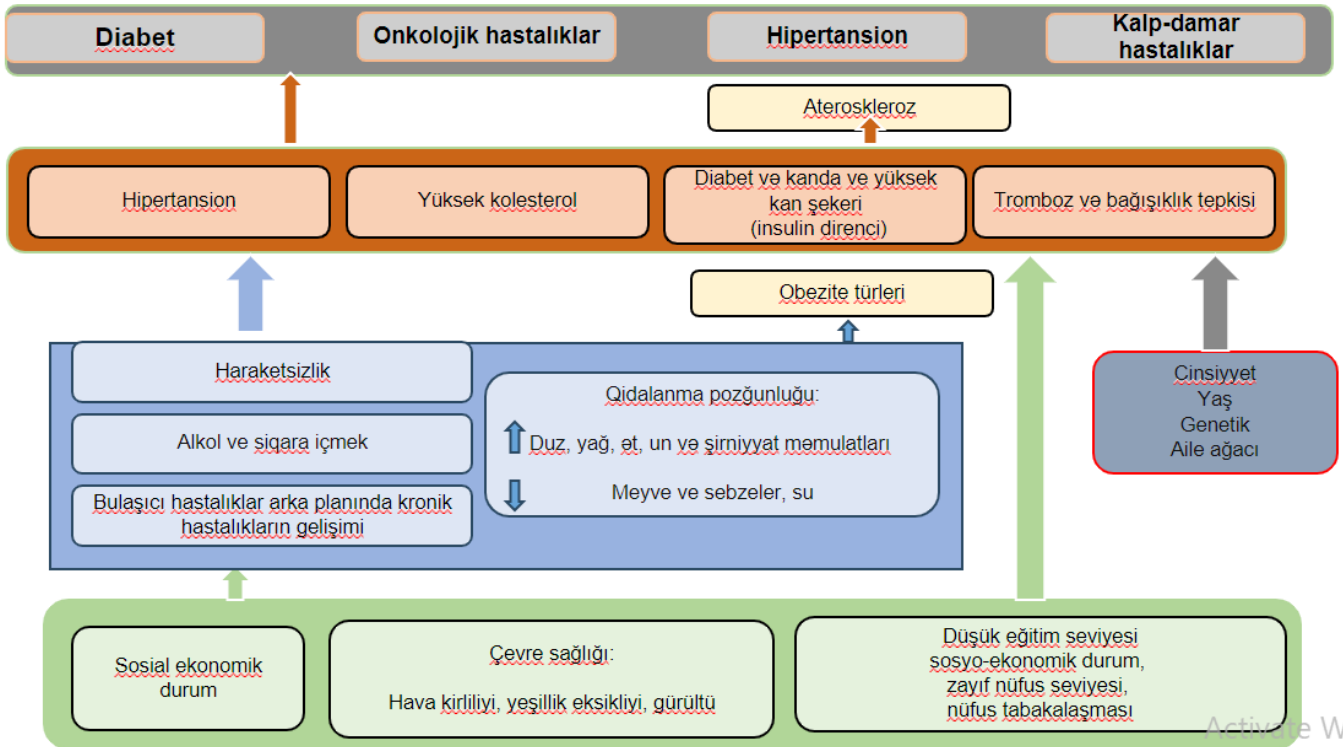 Diabet
Onkolojik hastalıklar
Hipertansion
Kalp-damar
hastalıklar
Ateroskleroz
Hipertansion
Yüksek kolesterol
Diabet və kanda ve yüksek
kan şekeri
(insulin direnci)
Tromboz və bağışıklık tepkisi
Obezite türleri
Haraketsizlik
Alkol ve siqara içmek
Bulaşıcı hastalıklar arka planında kronik
hastalıkların gelişimi
Qidalanma pozğunluğu:
Duz, yağ, ət, un və şirniyyat məmulatları
Meyve ve sebzeler, su
Cinsiyyet
Yaş
Genetik
Aile ağacı
Sosial ekonomik
durum
Çevre sağlığı:
Hava kirliliyi, yeşillik eksikliyi, gürültü
Düşük eğitim seviyesi
sosyo-ekonomik durum,
zayıf nüfus seviyesi,
nüfus tabakalaşması
Activate W